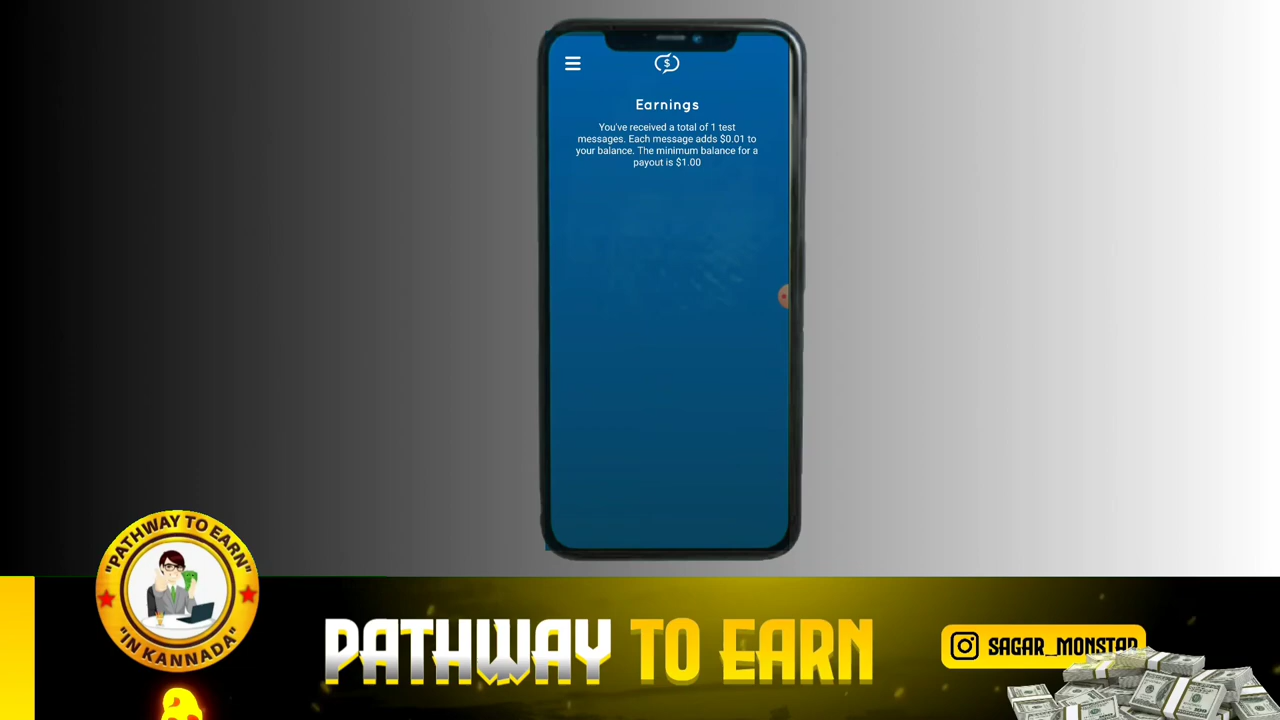 $
Earnings
You've received a total of 1 test
messages. Each message adds $0.01 to
your balance. The minimum balance for a
payout is $1.00
"PATHWAY TO EARN"
"IN KANNADA"
PATHWAY TO EARN
SAGAR_MONSTAR